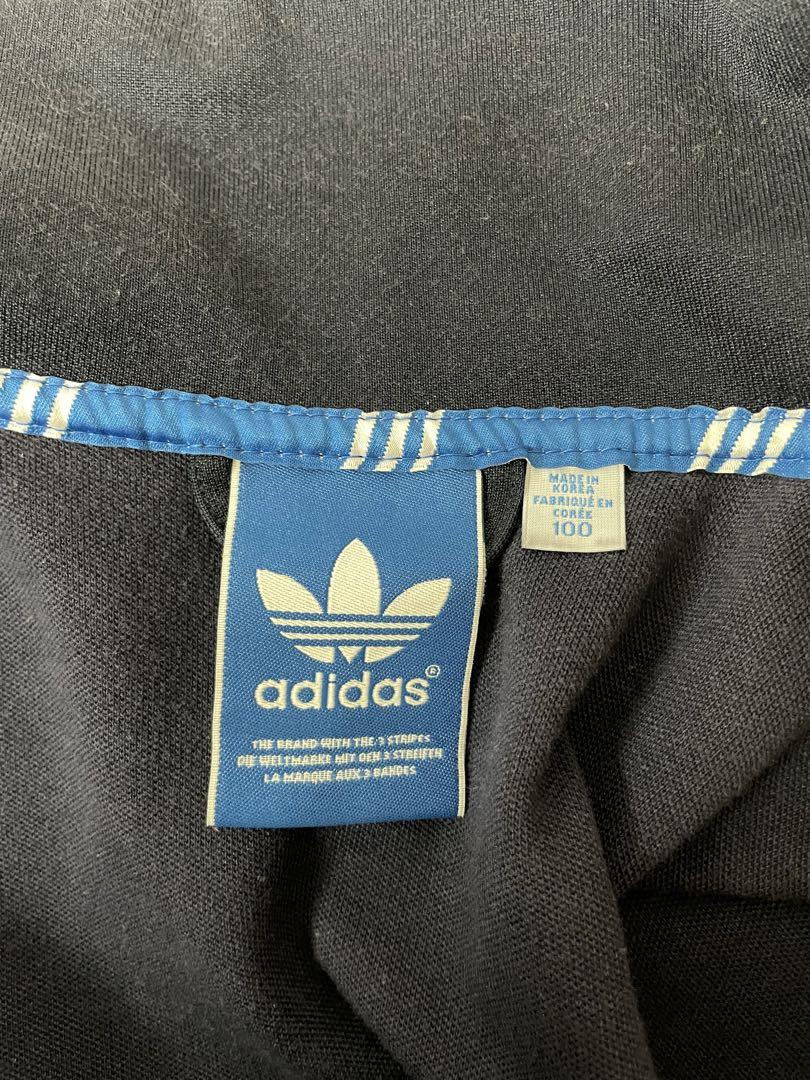 MADE IN
KOREA
FABRIQUÉ EN
CORÉE
100
adidas®
THE BRAND WITH THE 3 STRIPES
DIE WELTMARKE MIT DEN 3 STREIFEN
LA MARQUE AUX 3 BANDES